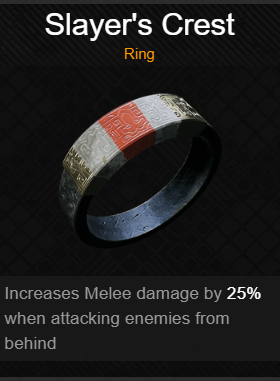 Slayer's Crest
Ring
Increases Melee damage by 25%
when attacking enemies from
behind